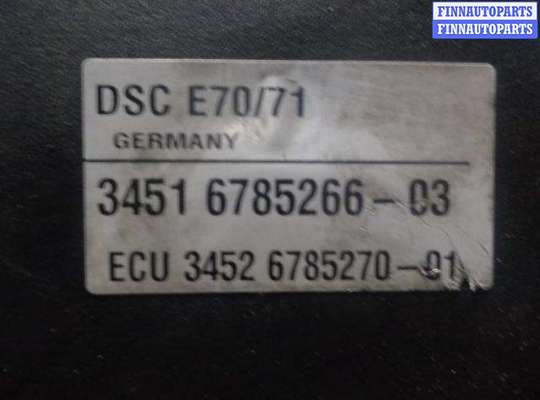 FINNAUTOPARTS
FINNAUTOPARTS
DSC E70/71
GERMANY
3451 6785266-03
ECU 3452 6785270-01